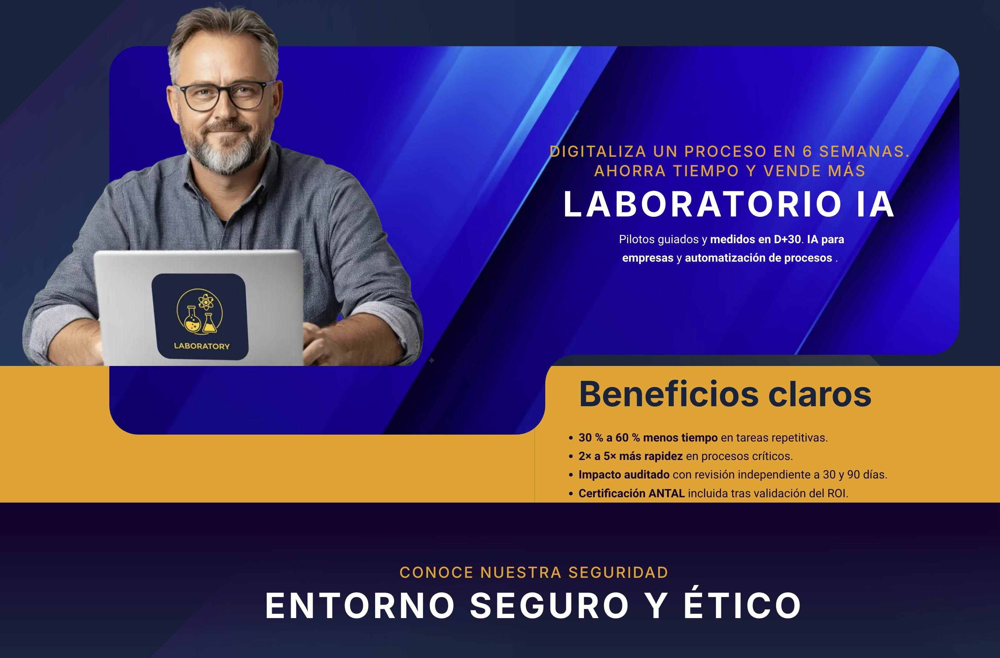 DIGITALIZA UN PROCESO EN 6 SEMANAS.
AHORRA TIEMPO Y VENDE MÁS
LABORATORIO IA
Pilotos guiados y medidos en D+30. IA para
empresas y automatización de procesos .
LABORATORY
Beneficios claros
• 30 % a 60 % menos tiempo en tareas repetitivas.
• 2× a 5× más rapidez en procesos críticos.
• Impacto auditado con revisión independiente a 30 y 90 días.
• Certificación ANTAL incluida tras validación del ROI.
CONOCE NUESTRA SEGURIDAD
ENTORNO SEGURO Y ÉTICO